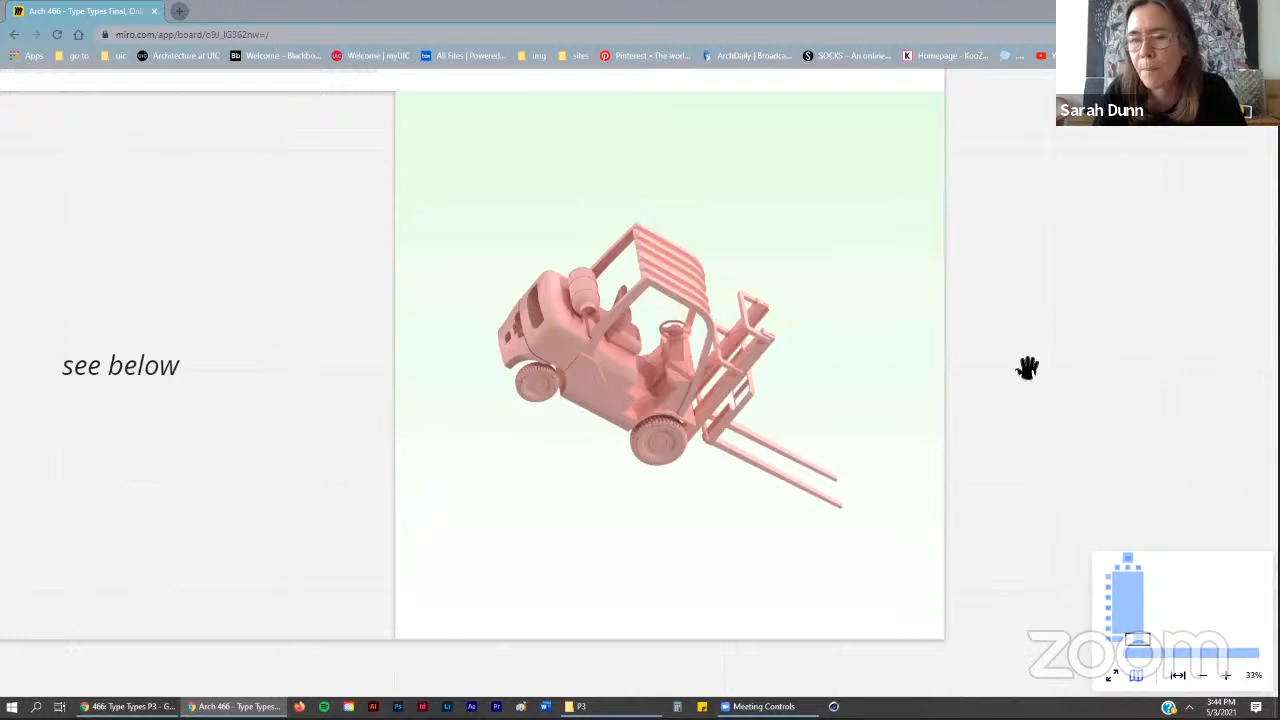 Arch 466 - Type Types Final, Onli
miro.com/app/board/o9J_lG362nw=/
Apps
uic
Architecture at UIC
Welcome – Blackbo...
Welcome | myUIC
All Files | Powered...
img
sites
Pinterest • The worl...
ArchDaily | Broadca...
SOCKS – An online...
Homepage - KooZ...
....
Sarah Dunn
see below
zoom
33%
466: Type Types P3 - G...
Arch 466 - Type Types...
P3
Meeting Controls
3:44 PM
5/3/2021